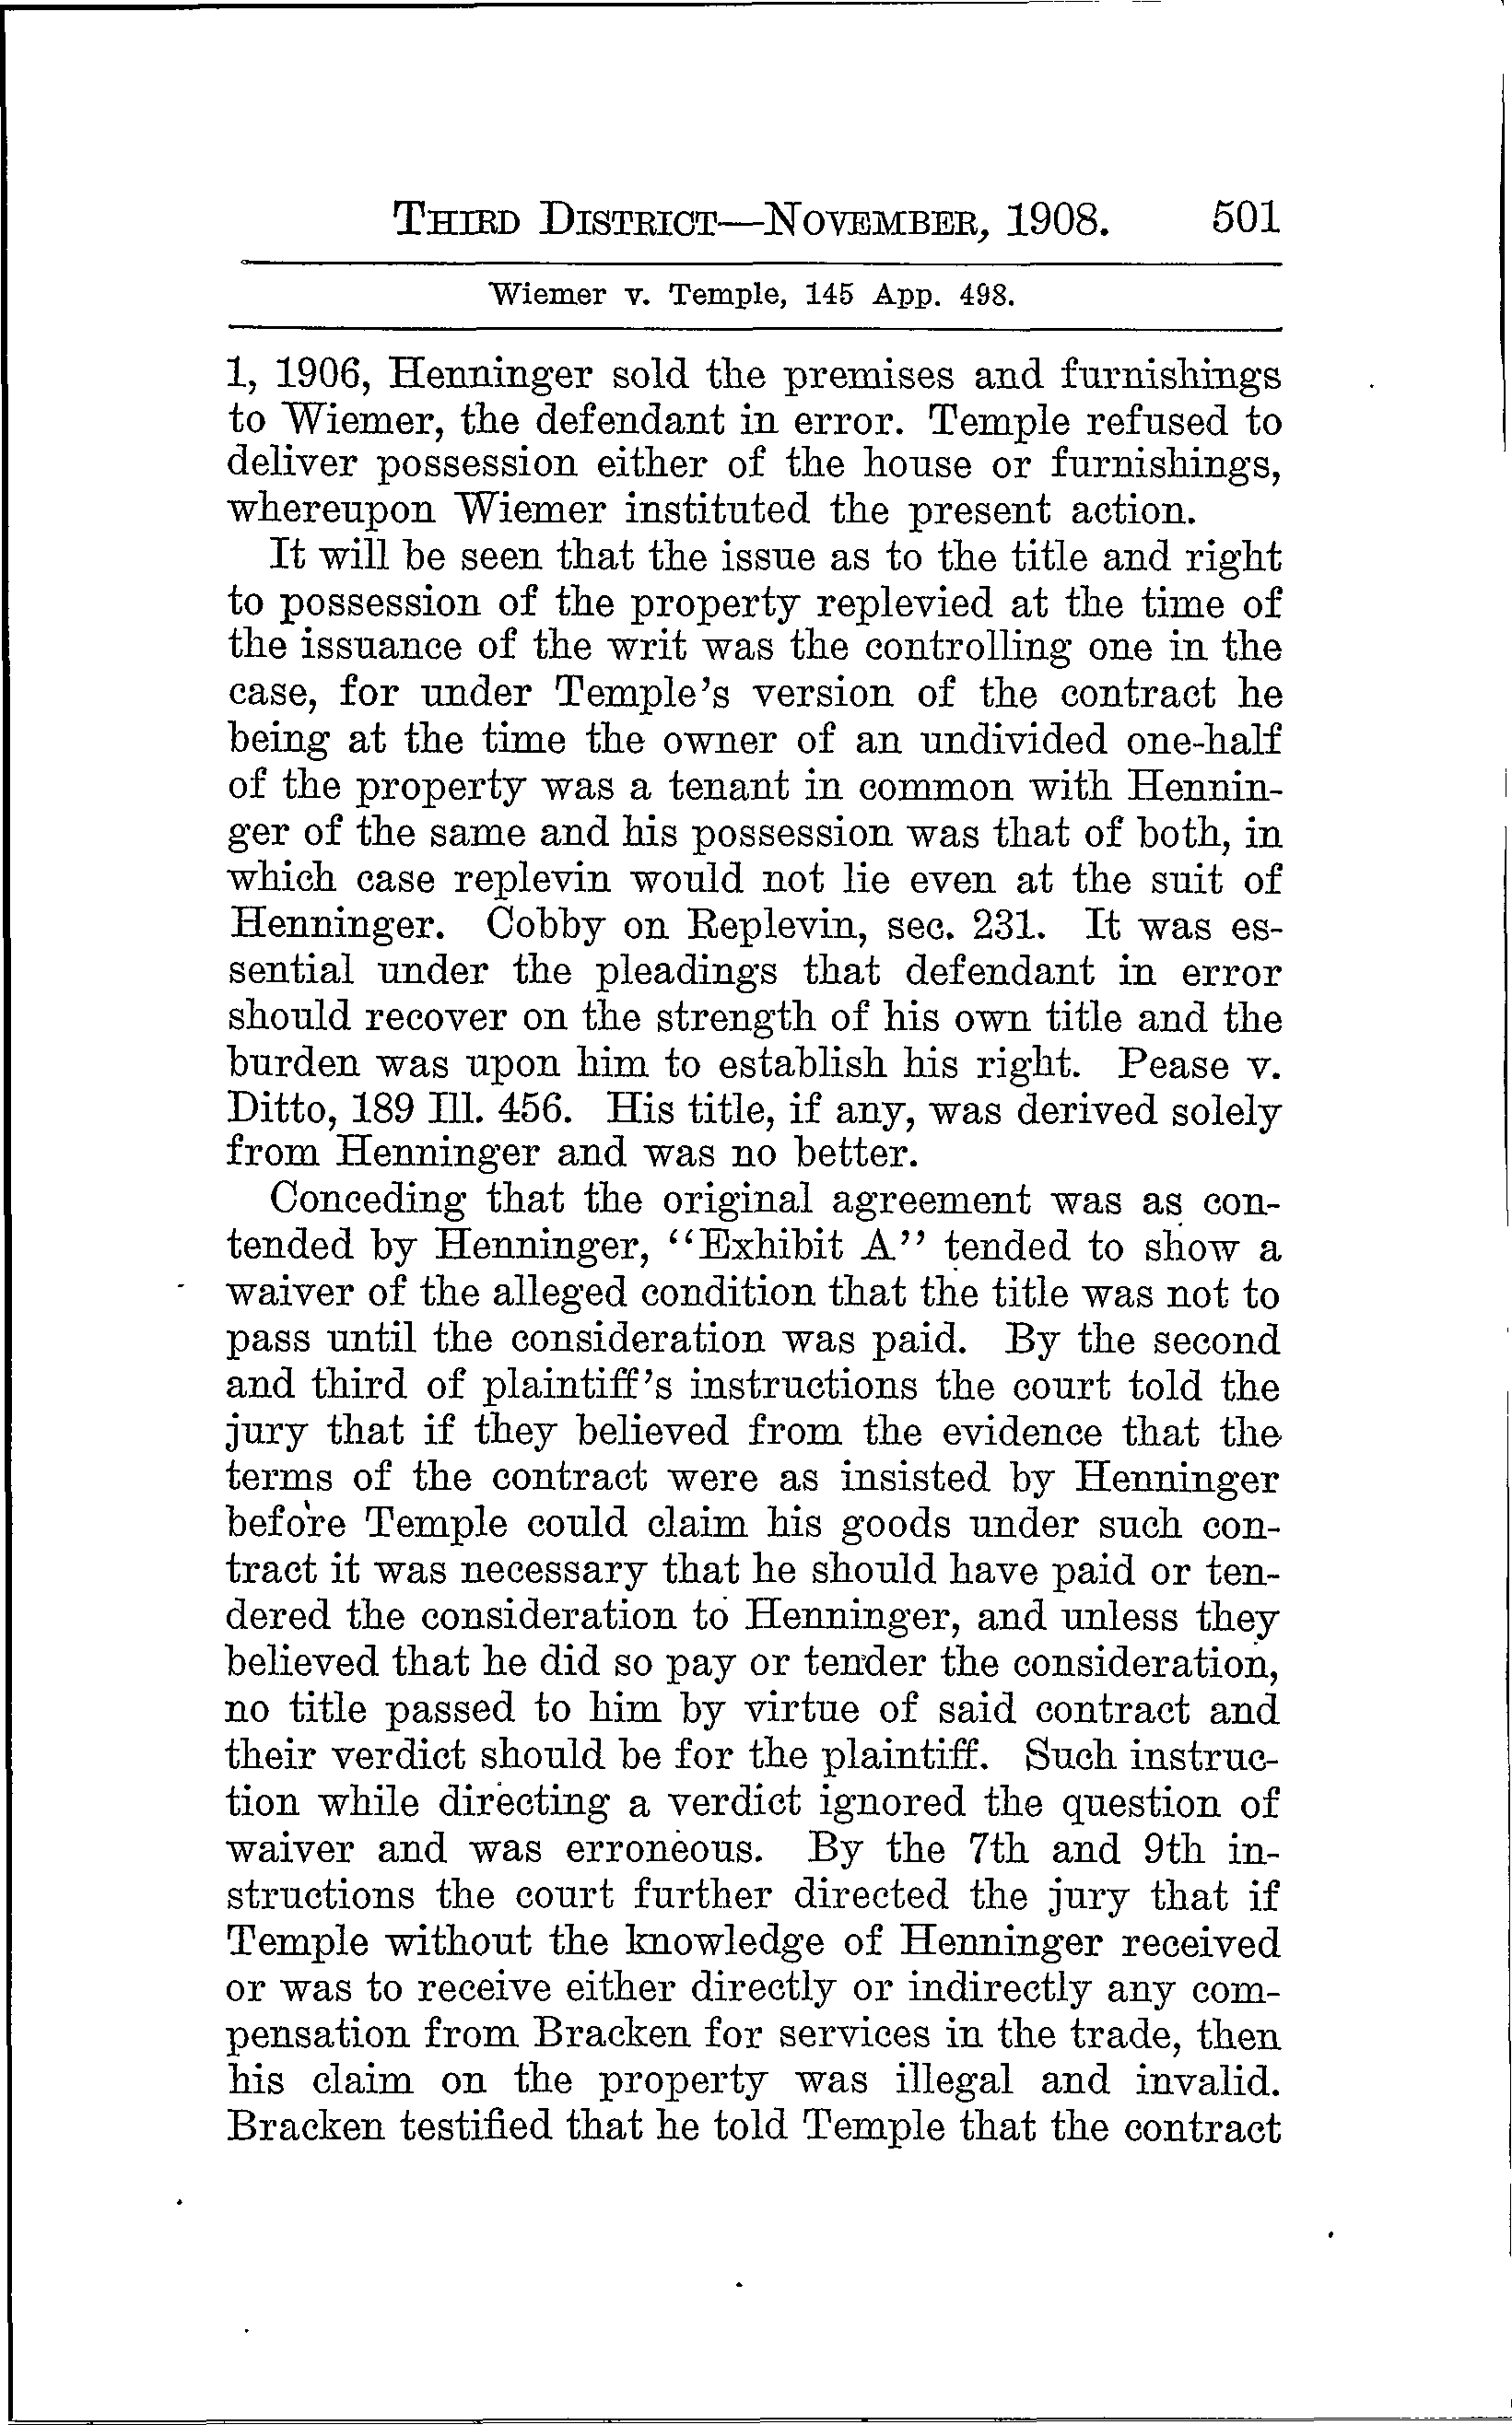 THIRD DISTRICT—NOVEMBER, 1908. 501
Wiemer v. Temple, 145 App. 498.
1, 1906, Henninger sold the premises and furnishings
to Wiemer, the defendant in error. Temple refused to
deliver possession either of the house or furnishings,
whereupon Wiemer instituted the present action.
It will be seen that the issue as to the title and right
to possession of the property replevied at the time of
the issuance of the writ was the controlling one in the
case, for under Temple's version of the contract he
being at the time the owner of an undivided one-half
of the property was a tenant in common with Hennin-
ger of the same and his possession was that of both, in
which case replevin would not lie even at the suit of
Henninger. Cobby on Replevin, sec. 231. It was es-
sential under the pleadings that defendant in error
should recover on the strength of his own title and the
burden was upon him to establish his right. Pease v.
Ditto, 189 Ill. 456. His title, if any, was derived solely
from Henninger and was no better.
Conceding that the original agreement was as con-
tended by Henninger, "Exhibit A" tended to show a
waiver of the alleged condition that the title was not to
pass until the consideration was paid. By the second
and third of plaintiff's instructions the court told the
jury that if they believed from the evidence that the
terms of the contract were as insisted by Henninger
before Temple could claim his goods under such con-
tract it was necessary that he should have paid or ten-
dered the consideration to Henninger, and unless they
believed that he did so pay or tender the consideration,
no title passed to him by virtue of said contract and
their verdict should be for the plaintiff. Such instruc-
tion while directing a verdict ignored the question of
waiver and was erroneous. By the 7th and 9th in-
structions the court further directed the jury that if
Temple without the knowledge of Henninger received
or was to receive either directly or indirectly any com-
pensation from Bracken for services in the trade, then
his claim on the property was illegal and invalid.
Bracken testified that he told Temple that the contract